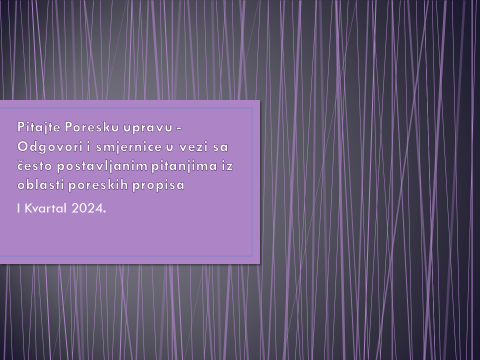 Pitajte Poresku upravu -
Odgovori i smjernice u vezi sa
često postavljanim pitanjima iz
oblasti poreskih propisa
I Kvartal 2024.